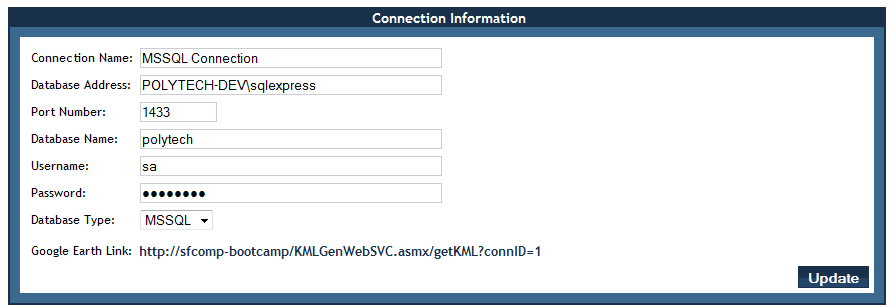 Connection Information
Connection Name: MSSQL Connection
Database Address: POLYTECH-DEV\sqlexpress
Port Number: 1433
Database Name: polytech
Username: sa
Password: ●●●●●●●●
Database Type: MSSQL
Google Earth Link: http://sfcomp-bootcamp/KMLGenWebSVC.asmx/getKML?connID=1
Update